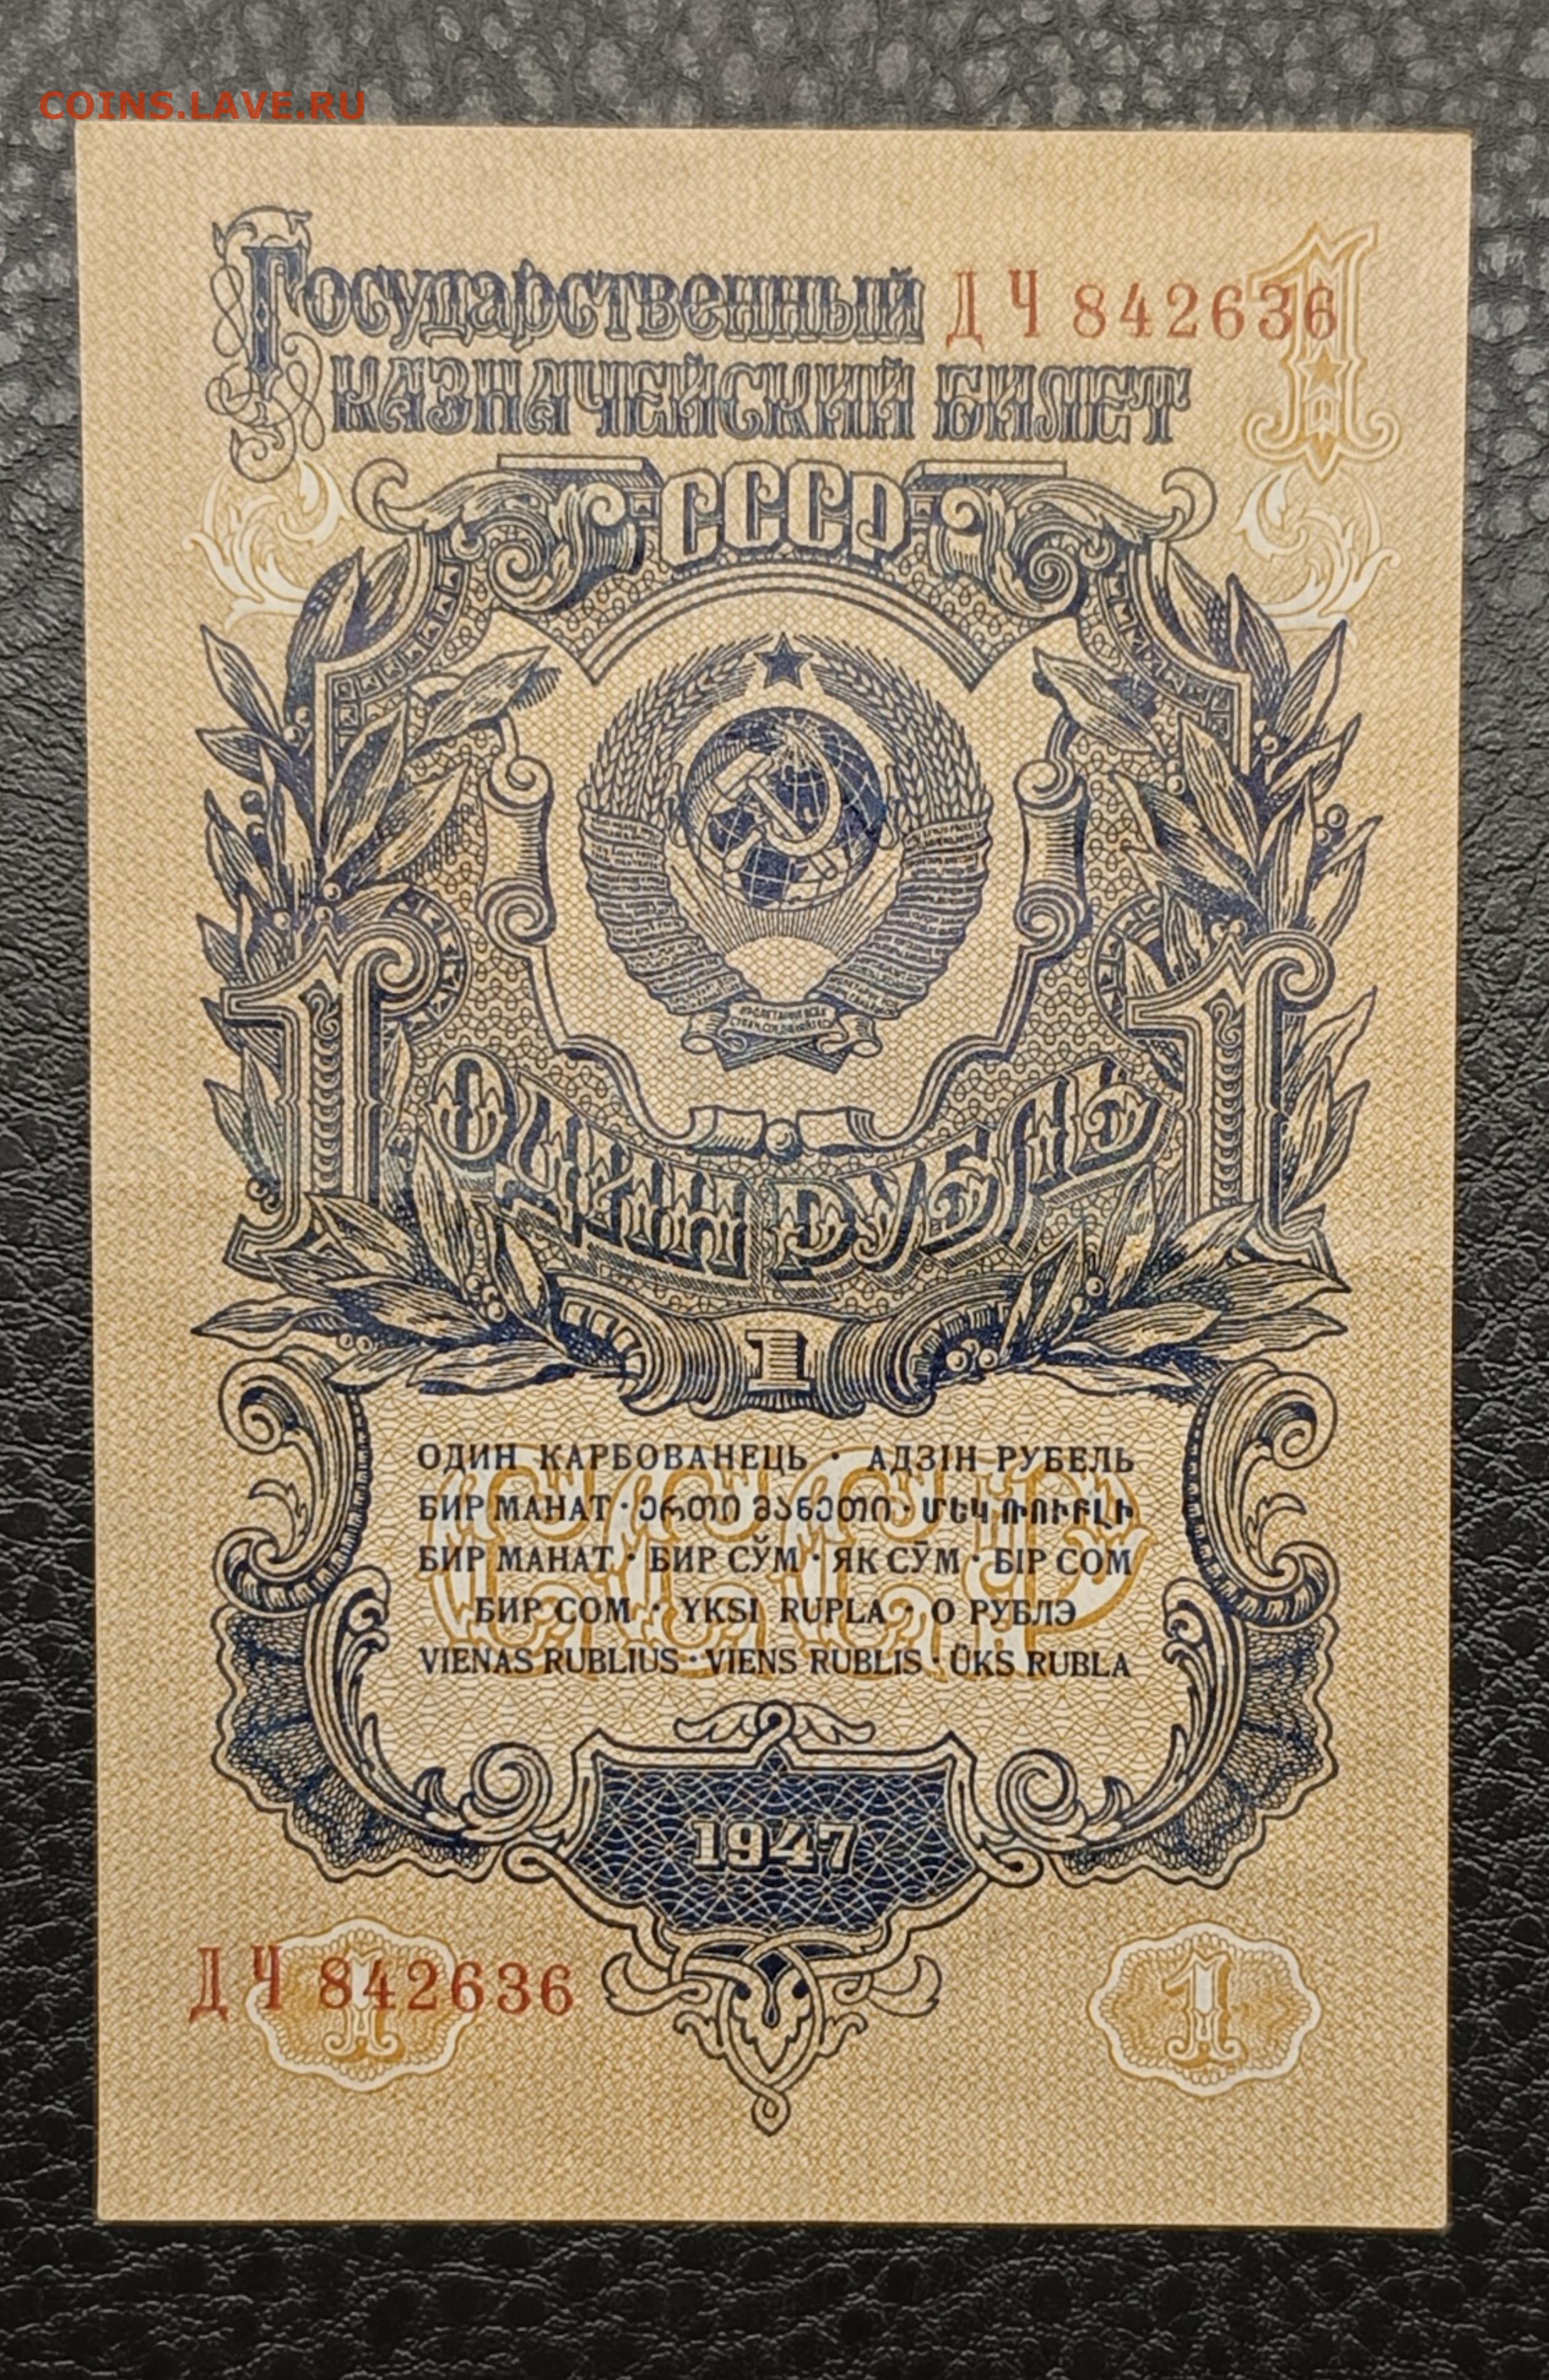 COINS.LAVE.RU
Государственный ДЧ 842636 1
КАЗНАЧЕЙСКИЙ БИЛЕТ
СССР
1 1
ОДИН РУБЛЬ
1
ОДИН КАРБОВАНЕЦЬ · АДЗІН РУБЕЛЬ
БИР МАНАТ · ერთი მანეთი · ՄԵԿ ՌՈՒԲԼԻ
БИР МАНАТ · БИР СЎМ · ЯК СӮМ · БІР СОМ
БИР СОМ · YKSI RUPLA · О РУБЛЭ
VIENAS RUBLIUS · VIENS RUBLIS · ÜKS RUBLA
СССР
1947
ДЧ 842636
1 1